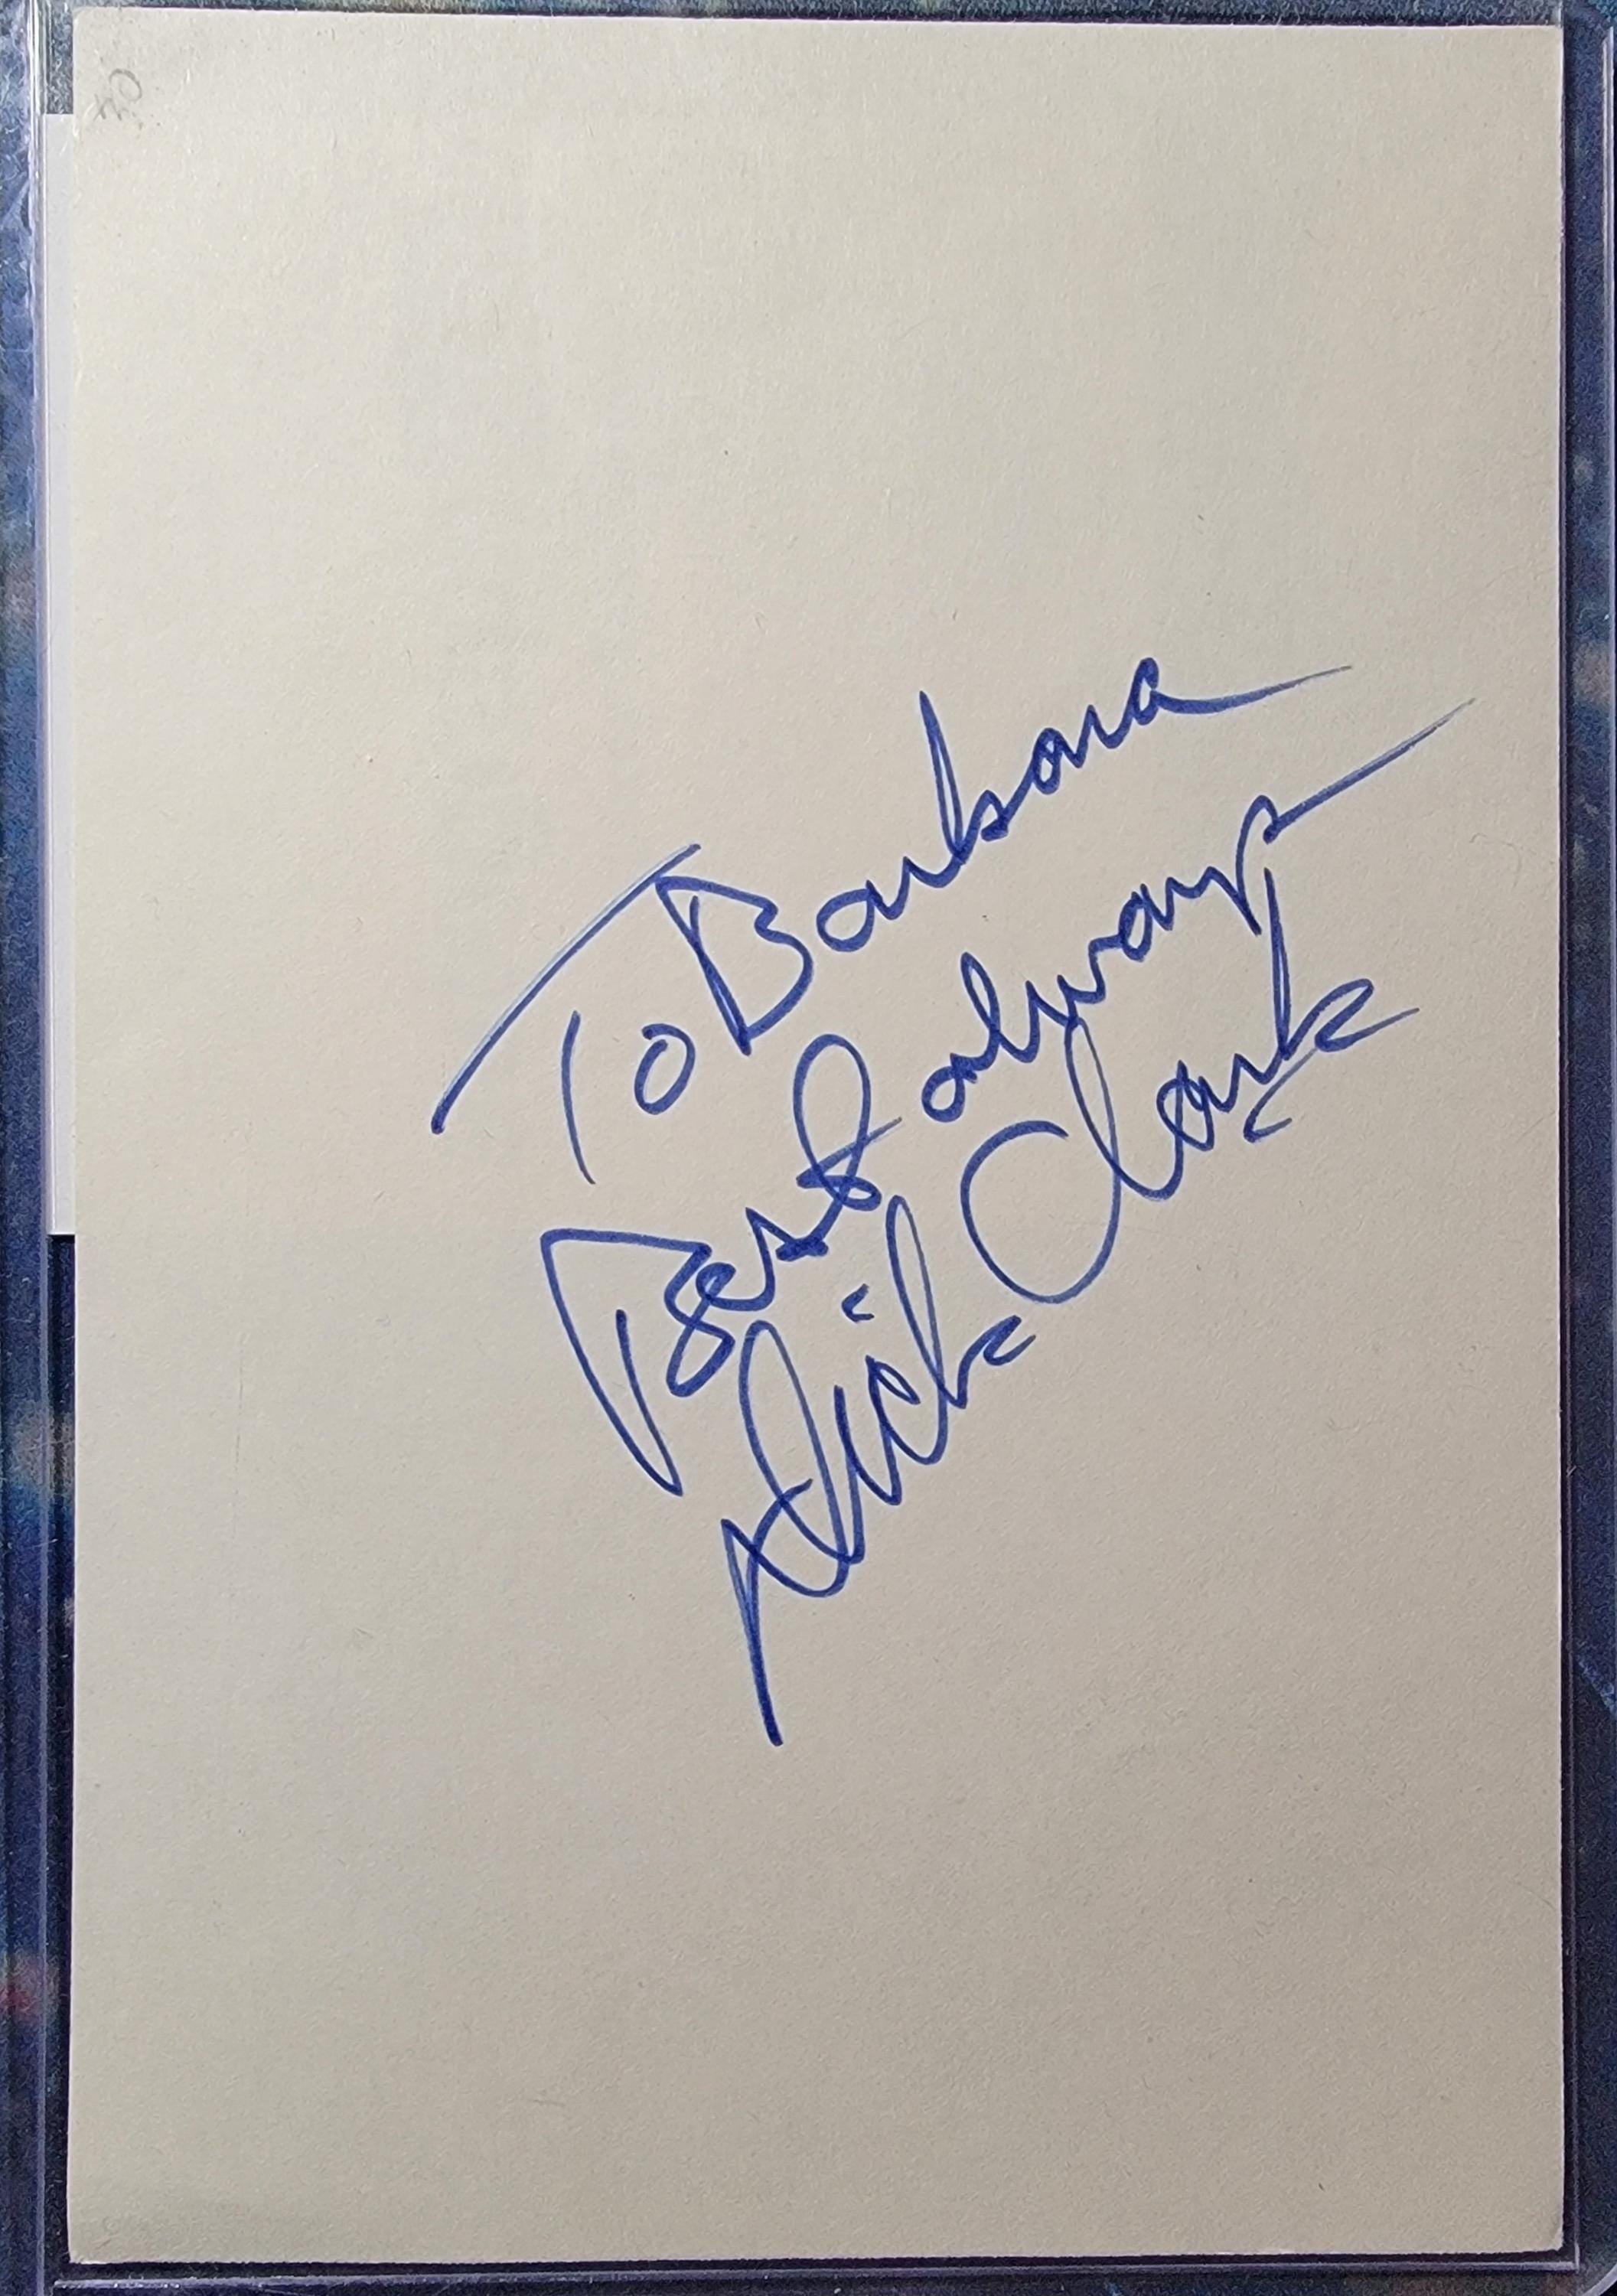 To Barbara
Best always
Dick Clark